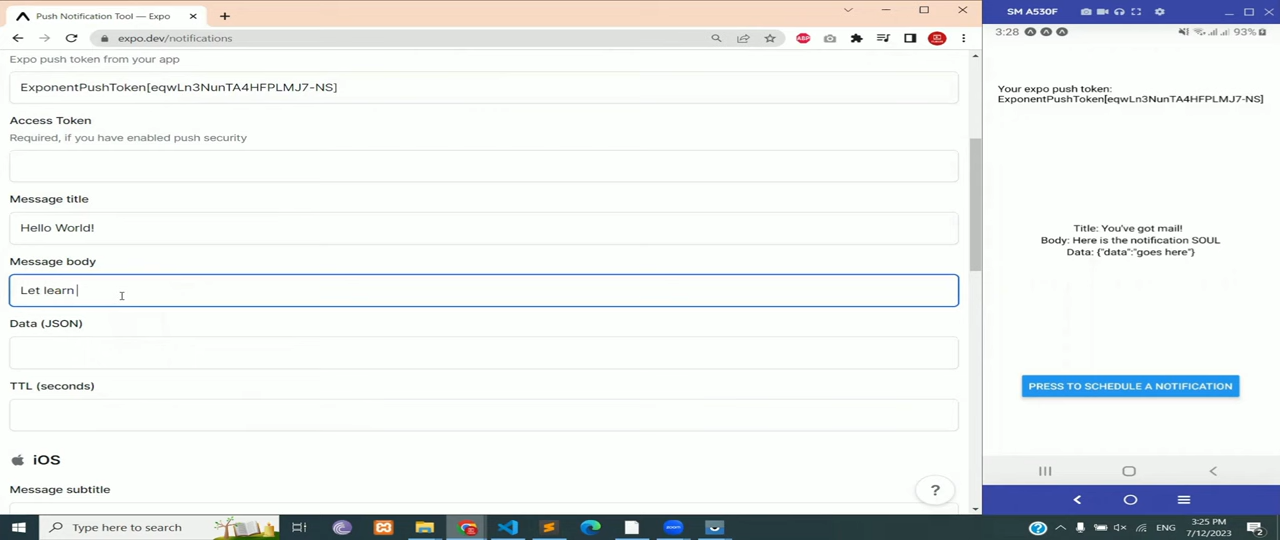 Push Notification Tool — Expo
expo.dev/notifications
ABP
Expo push token from your app
ExponentPushToken[eqwLn3NunTA4HFPLMJ7-NS]
Access Token
Required, if you have enabled push security
Message title
Hello World!
Message body
Let learn
Data (JSON)
TTL (seconds)
iOS
Message subtitle
?
Type here to search
zoom
ENG
3:25 PM
7/12/2023
2
SM A530F
3:28
93%
Your expo push token:
ExponentPushToken[eqwLn3NunTA4HFPLMJ7-NS]
Title: You've got mail!
Body: Here is the notification SOUL
Data: {"data":"goes here"}
PRESS TO SCHEDULE A NOTIFICATION